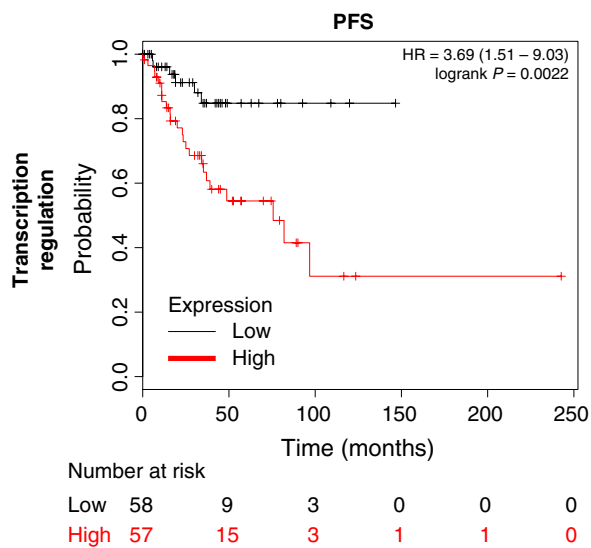 PFS
HR = 3.69 (1.51 – 9.03)
logrank P = 0.0022
Transcription
regulation
Probability
1.0
0.8
0.6
0.4
0.2
0.0
Expression
Low
High
0 50 100 150 200 250
Time (months)
Number at risk
Low 58 9 3 0 0 0
High 57 15 3 1 1 0